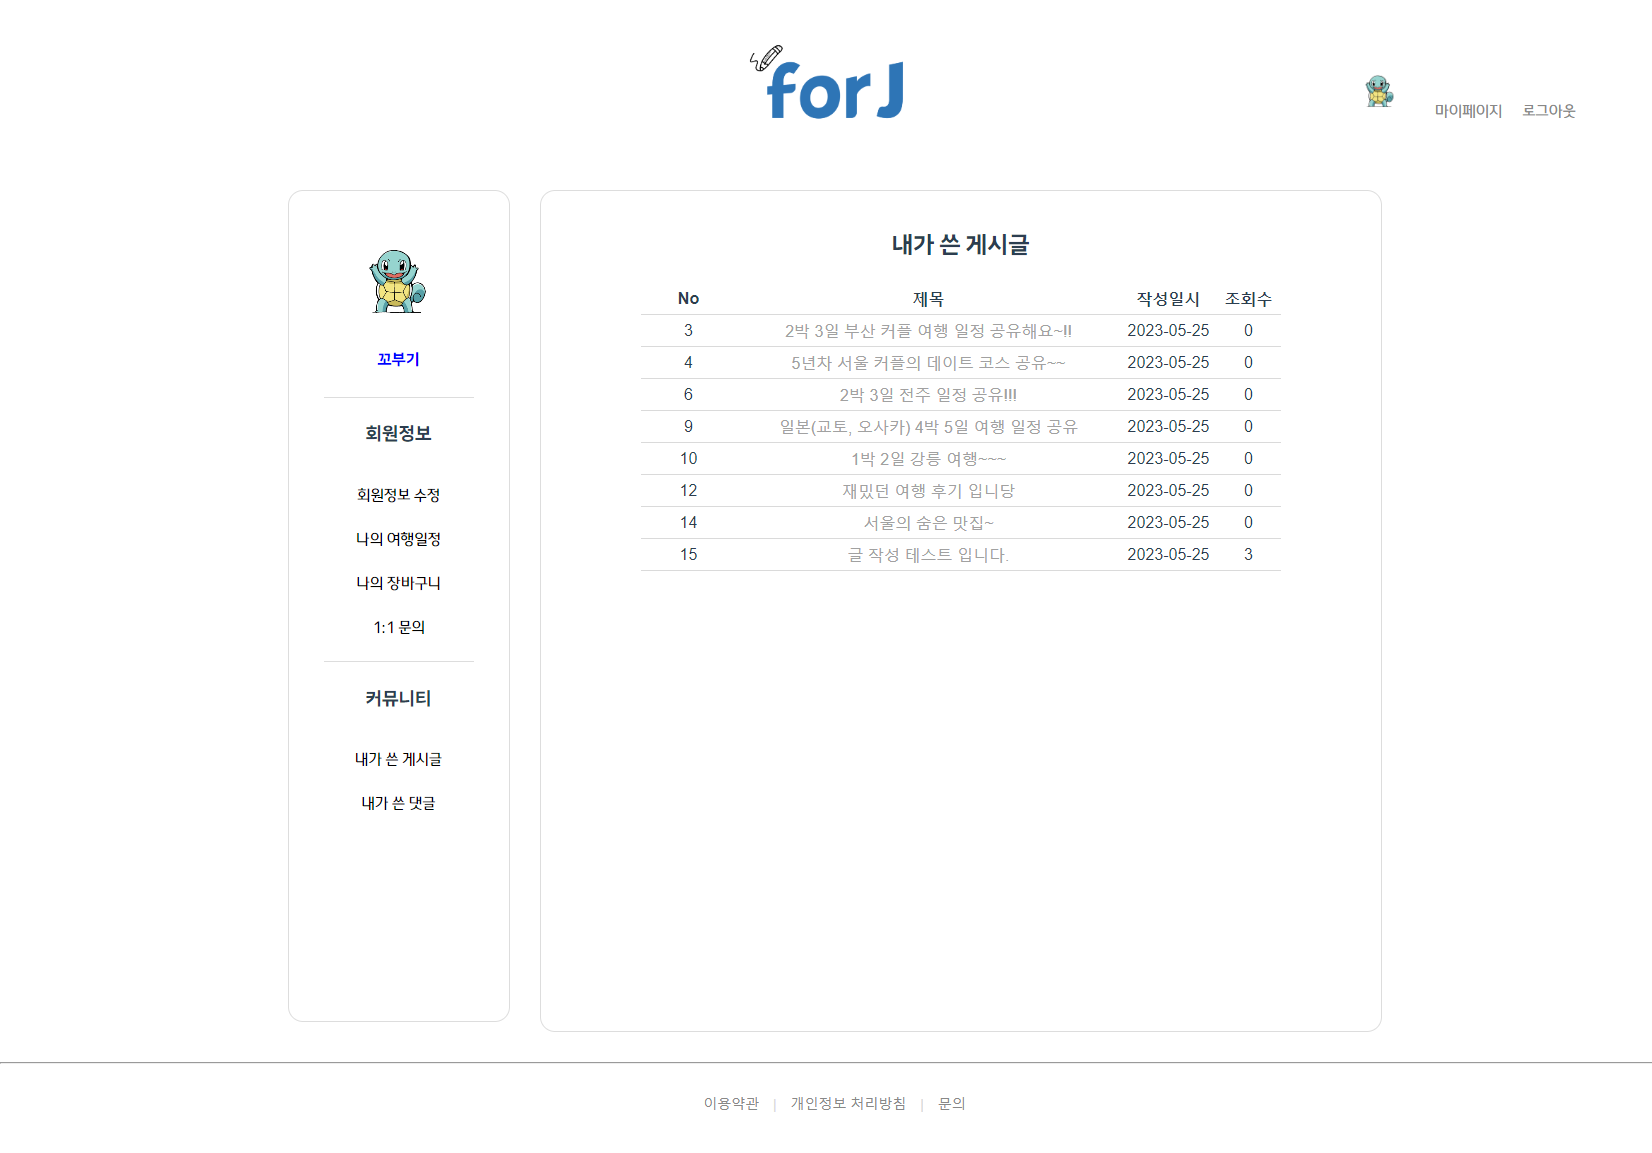 forJ
마이페이지 로그아웃
꼬부기
회원정보
회원정보 수정
나의 여행일정
나의 장바구니
1:1 문의
커뮤니티
내가 쓴 게시글
내가 쓴 댓글
내가 쓴 게시글
No 제목 작성일시 조회수
3 2박 3일 부산 커플 여행 일정 공유해요~!! 2023-05-25 0
4 5년차 서울 커플의 데이트 코스 공유~~ 2023-05-25 0
6 2박 3일 전주 일정 공유!!! 2023-05-25 0
9 일본(교토, 오사카) 4박 5일 여행 일정 공유 2023-05-25 0
10 1박 2일 강릉 여행~~~ 2023-05-25 0
12 재밌던 여행 후기 입니당 2023-05-25 0
14 서울의 숨은 맛집~ 2023-05-25 0
15 글 작성 테스트 입니다. 2023-05-25 3
이용약관 | 개인정보 처리방침 | 문의